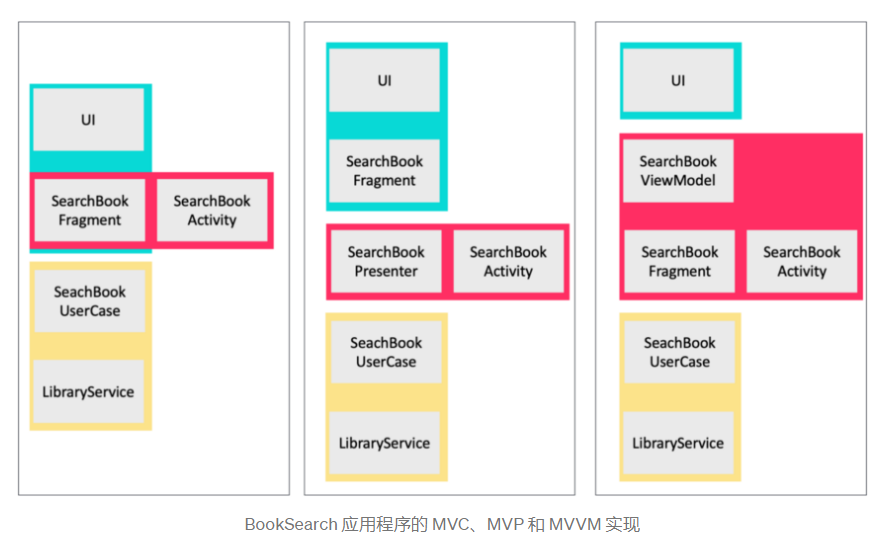 UI
SearchBook
Fragment
SearchBook
Activity
SeachBook
UserCase
LibraryService
UI
SearchBook
Fragment
SearchBook
Presenter
SearchBook
Activity
SeachBook
UserCase
LibraryService
UI
SearchBook
ViewModel
SearchBook
Fragment
SearchBook
Activity
SeachBook
UserCase
LibraryService
BookSearch 应用程序的 MVC、MVP 和 MVVM 实现